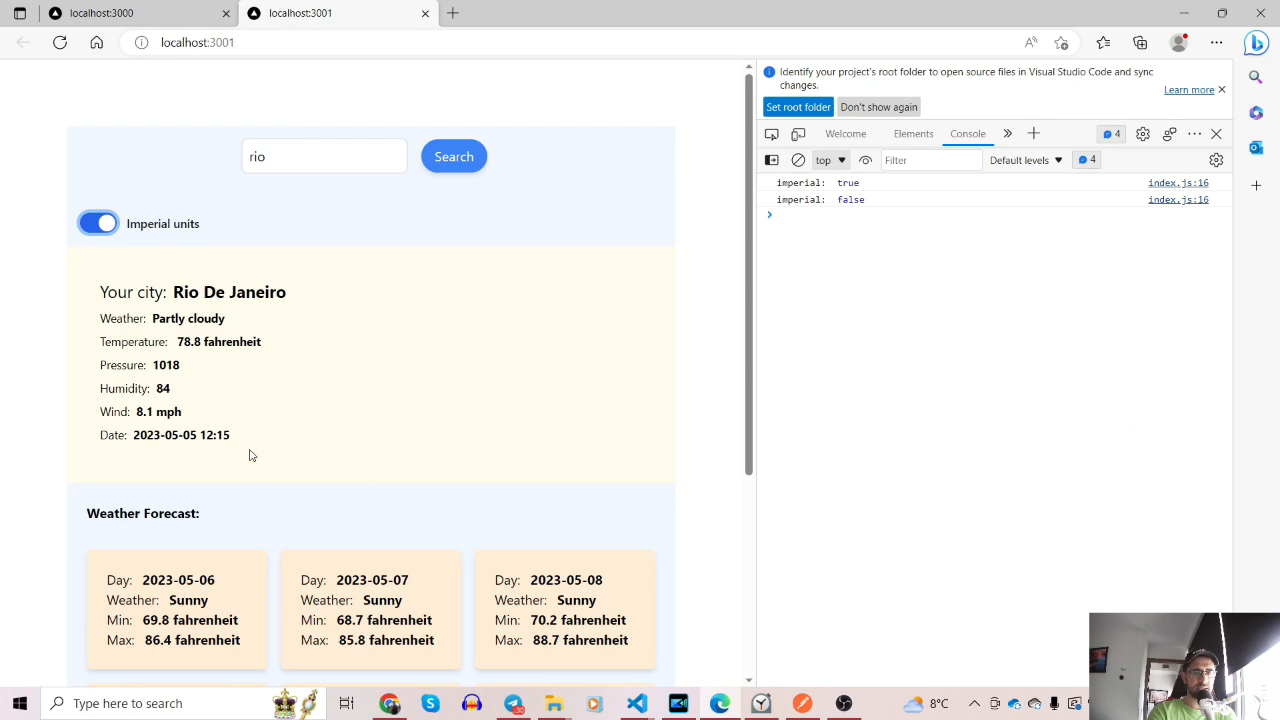 localhost:3000
localhost:3001
localhost:3001
rio
Search
Imperial units
Your city: Rio De Janeiro
Weather: Partly cloudy
Temperature: 78.8 fahrenheit
Pressure: 1018
Humidity: 84
Wind: 8.1 mph
Date: 2023-05-05 12:15
Weather Forecast:
Day: 2023-05-06
Weather: Sunny
Min: 69.8 fahrenheit
Max: 86.4 fahrenheit
Day: 2023-05-07
Weather: Sunny
Min: 68.7 fahrenheit
Max: 85.8 fahrenheit
Day: 2023-05-08
Weather: Sunny
Min: 70.2 fahrenheit
Max: 88.7 fahrenheit
Identify your project's root folder to open source files in Visual Studio Code and sync
changes.
Learn more
Set root folder
Don't show again
Welcome
Elements
Console
4
top
Filter
Default levels
4
imperial: true index.js:16
imperial: false index.js:16
Type here to search
8°C